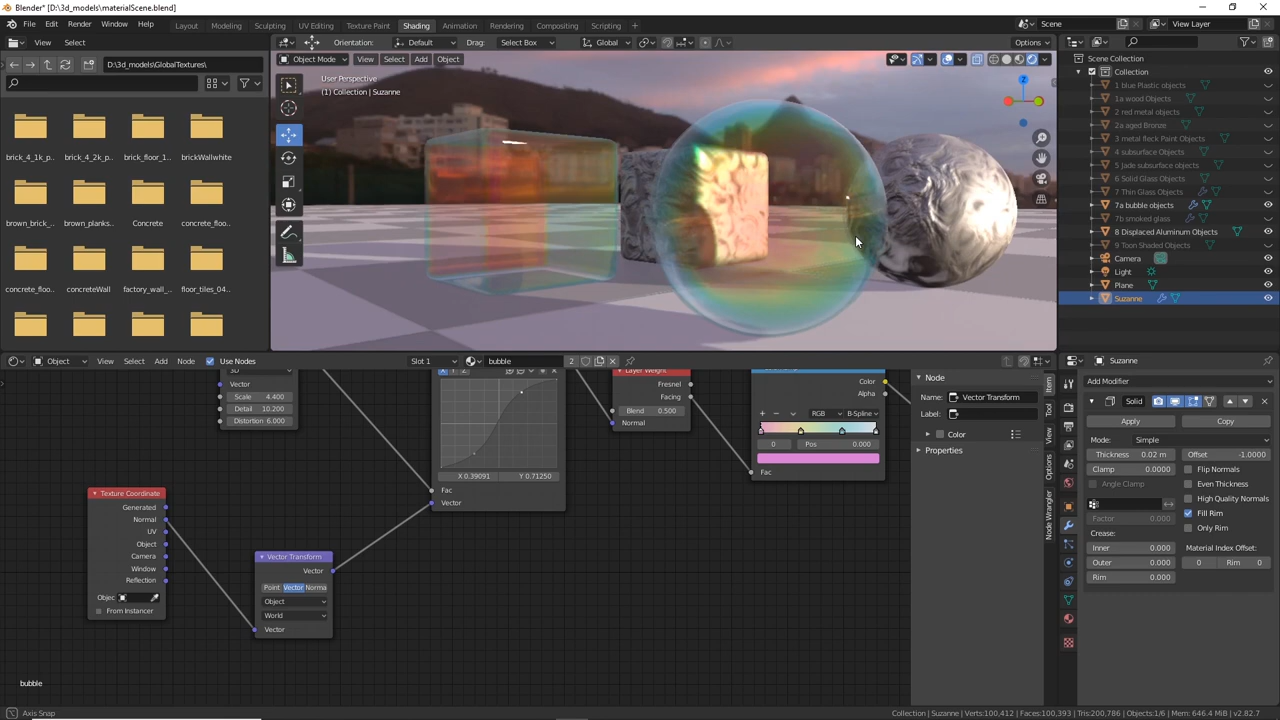 Blender* [D:\3d_models\materialScene.blend]
File Edit Render Window Help Layout Modeling Sculpting UV Editing Texture Paint Shading Animation Rendering Compositing Scripting Scene View Layer
View Select
Orientation: Default Drag: Select Box Global Options
D:\3d_models\GlobalTextures\
Object Mode View Select Add Object
User Perspective
(1) Collection | Suzanne
brick_4_1k_p... brick_4_2k_p... brick_floor_1... brickWallwhite
brown_brick_... brown_planks... Concrete concrete_floo...
concrete_floo... concreteWall factory_wall_... floor_tiles_04...
Scene Collection
Collection
1 blue Plastic objects
1a wood Objects
2 red metal objects
2a aged Bronze
3 metal fleck Paint Objects
4 subsurface Objects
5 Jade subsurface objects
6 Solid Glass Objects
7 Thin Glass Objects
7a bubble objects
7b smoked glass
8 Displaced Aluminum Objects
9 Toon Shaded Objects
Camera
Light
Plane
Suzanne
Object View Select Add Node Use Nodes Slot 1 bubble 2
3D
Vector
Scale 4.400
Detail 10.200
Distortion 6.000
X Y Z
X 0.39091 Y 0.71250
Fac
Vector
Layer Weight
Fresnel
Facing
Blend 0.500
Normal
Color
Alpha
RGB B-Spline
0 Pos 0.000
Fac
Texture Coordinate
Generated
Normal
UV
Object
Camera
Window
Reflection
Objec
From Instancer
Vector Transform
Vector
Point Vector Norma
Object
World
Vector
bubble
Node
Name: Vector Transform
Label:
Color
Properties
Item
Tool
View
Options
Node Wrangler
Suzanne
Add Modifier
Solid
Apply Copy
Mode: Simple
Thickness 0.02 m Offset -1.0000
Clamp 0.0000 Flip Normals
Angle Clamp Even Thickness
High Quality Normals
Factor 0.000 Fill Rim
Only Rim
Crease:
Inner 0.000 Material Index Offset:
Outer 0.000 0 Rim 0
Rim 0.000
Axis Snap
Collection | Suzanne | Verts:100,412 | Faces:100,393 | Tris:200,786 | Objects:1/6 | Mem: 646.4 MiB | v2.82.7